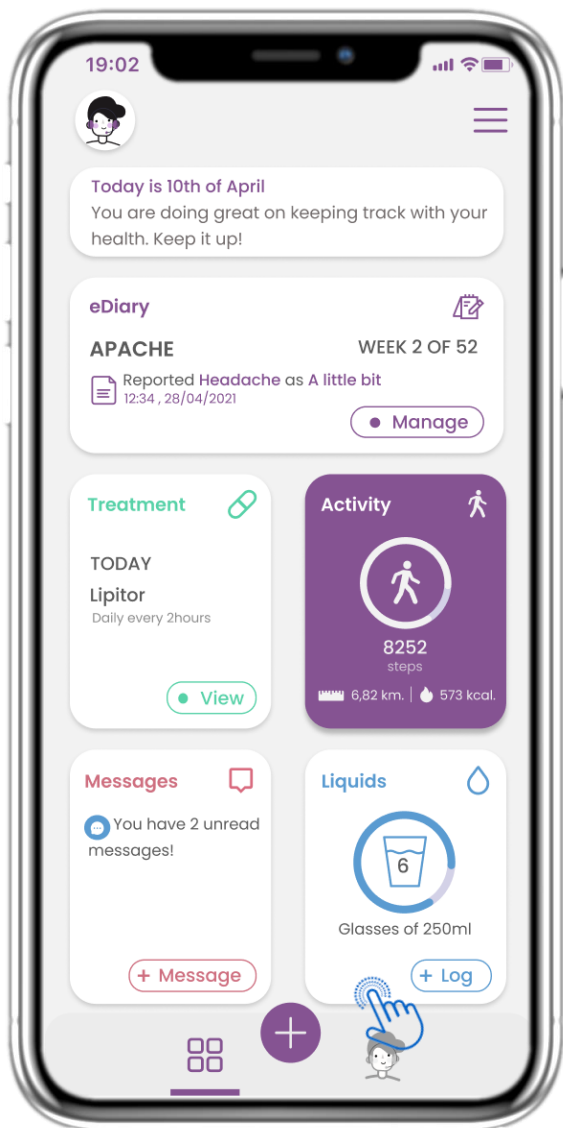 19:02
Today is 10th of April
You are doing great on keeping track with your
health. Keep it up!
eDiary
APACHE
WEEK 2 OF 52
Reported Headache as A little bit
12:34 , 28/04/2021
Manage
Treatment
TODAY
Lipitor
Daily every 2hours
View
Activity
8252
steps
6,82 km.
573 kcal.
Messages
You have 2 unread
messages!
+ Message
Liquids
6
Glasses of 250ml
+ Log